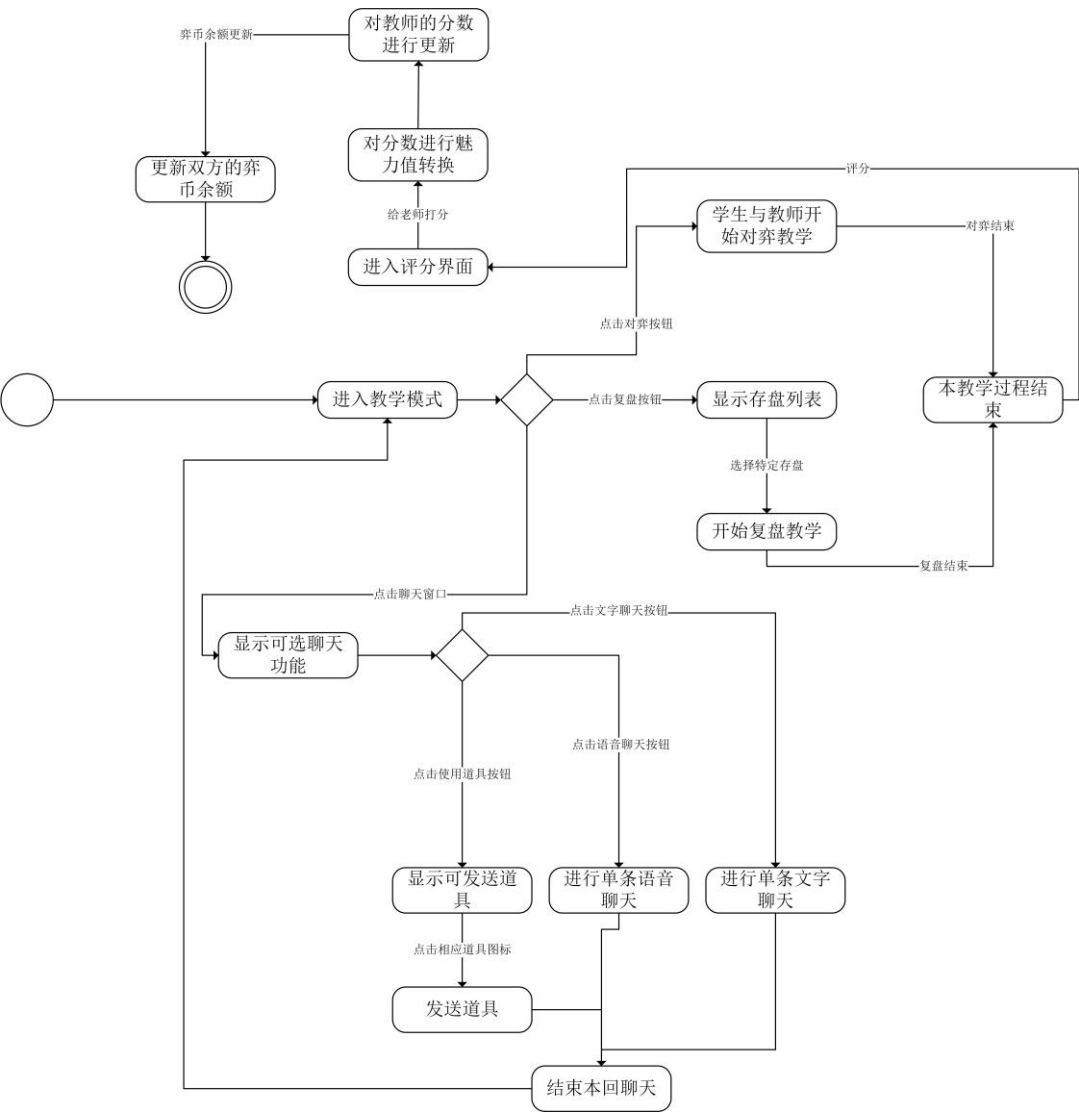 对教师的分数
进行更新
弈币余额更新
对分数进行魅
力值转换
更新双方的弈
币余额
评分
给老师打分
学生与教师开
始对弈教学
对弈结束
进入评分界面
点击对弈按钮
进入教学模式
点击复盘按钮
显示存盘列表
本教学过程结
束
选择特定存盘
开始复盘教学
复盘结束
点击聊天窗口
点击文字聊天按钮
显示可选聊天
功能
点击语音聊天按钮
点击使用道具按钮
显示可发送道
具
进行单条语音
聊天
进行单条文字
聊天
点击相应道具图标
发送道具
结束本回聊天